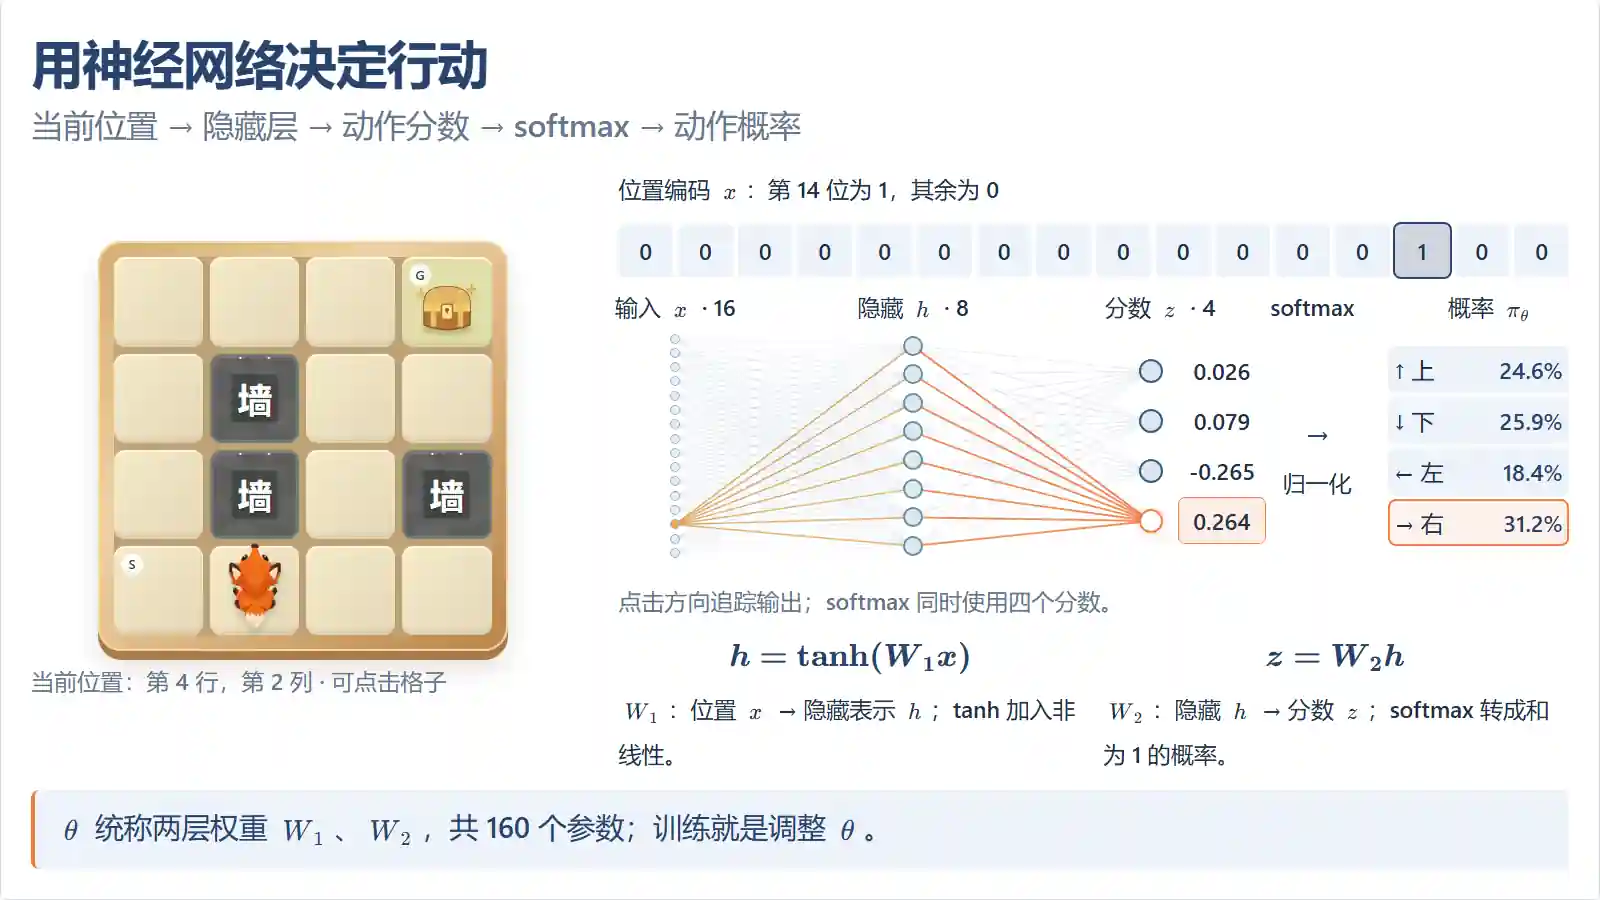 用神经网络决定行动
当前位置 → 隐藏层 → 动作分数 → softmax → 动作概率
G
墙
墙
墙
S
当前位置：第 4 行，第 2 列 · 可点击格子
位置编码 x ：第 14 位为 1，其余为 0
0 0 0 0 0 0 0 0 0 0 0 0 0 1 0 0
输入 x · 16 隐藏 h · 8 分数 z · 4 softmax 概率 πθ
0.026
0.079
-0.265
0.264
→
归一化
↑ 上 24.6%
↓ 下 25.9%
← 左 18.4%
→ 右 31.2%
点击方向追踪输出；softmax 同时使用四个分数。
h = tanh(W₁x)
W₁ ：位置 x → 隐藏表示 h ；tanh 加入非
线性。
z = W₂h
W₂ ：隐藏 h → 分数 z ；softmax 转成和
为 1 的概率。
θ 统称两层权重 W₁ 、 W₂ ，共 160 个参数；训练就是调整 θ 。